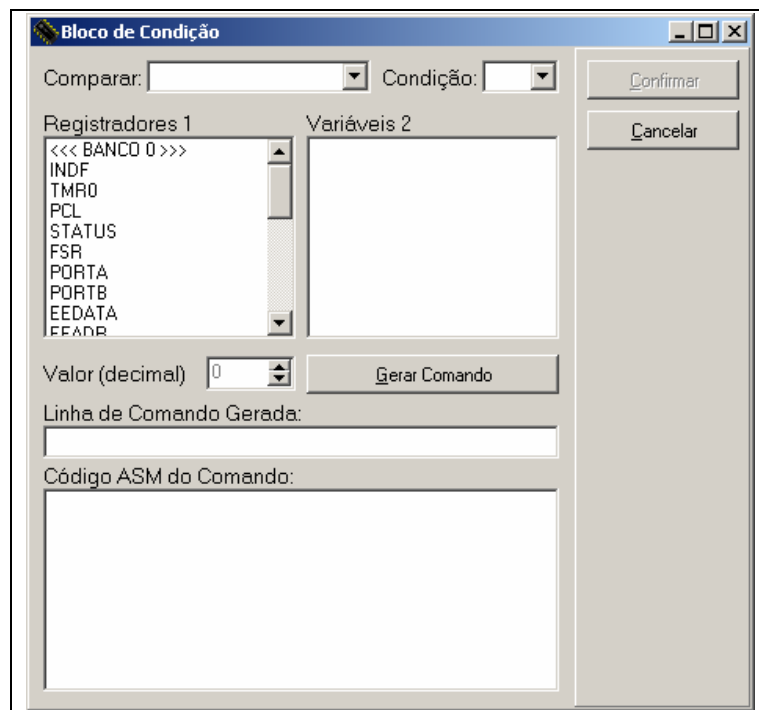 Bloco de Condição
Comparar: Condição:
Confirmar
Cancelar
Registradores 1 Variáveis 2
<<< BANCO 0 >>>
INDF
TMR0
PCL
STATUS
FSR
PORTA
PORTB
EEDATA
EEADR
Valor (decimal) 0 Gerar Comando
Linha de Comando Gerada:
Código ASM do Comando: